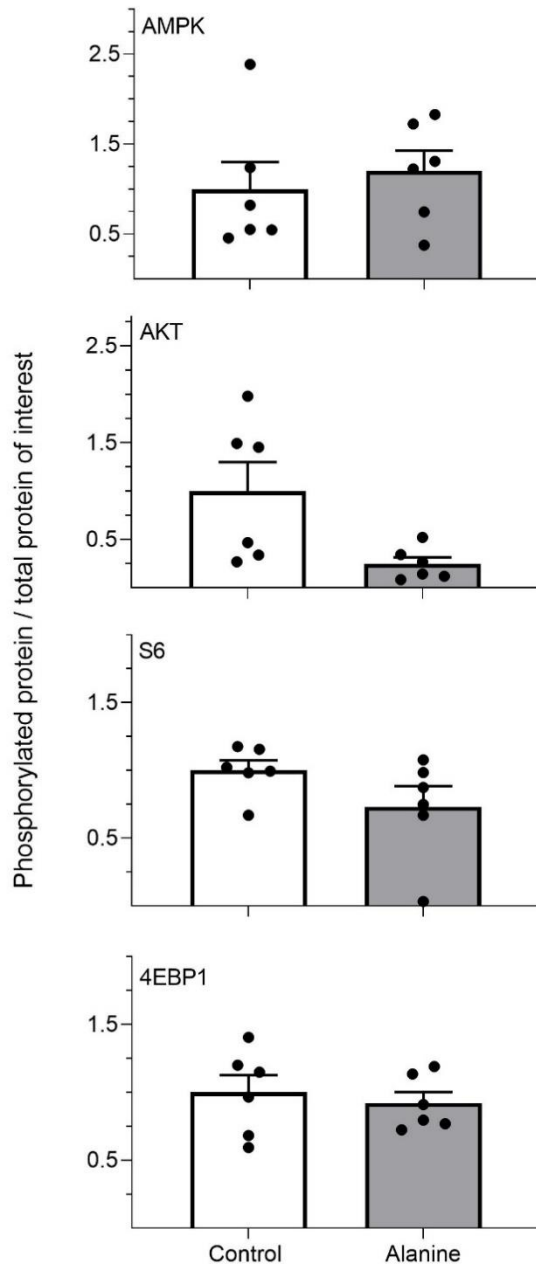 Phosphorylated protein / total protein of interest
AMPK
2.5
1.5
0.5
AKT
2.5
1.5
0.5
S6
1.5
0.5
4EBP1
1.5
0.5
Control Alanine